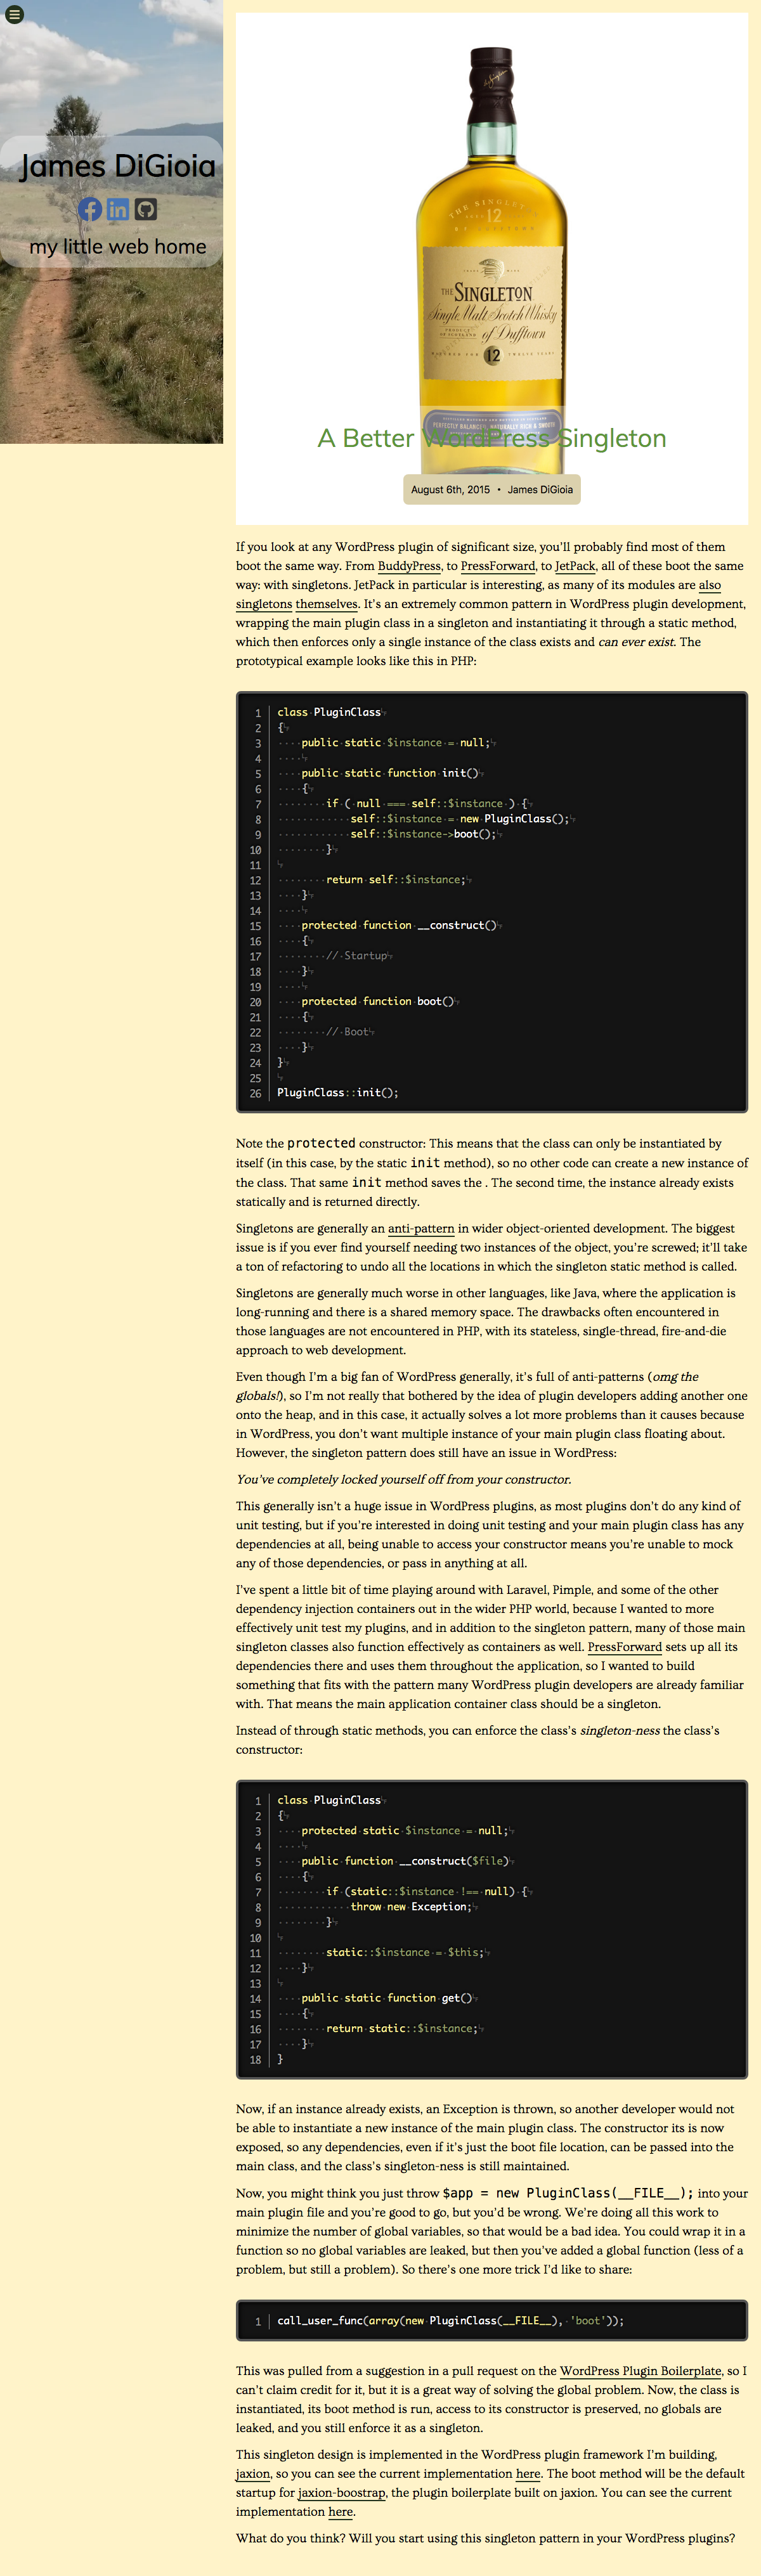 James DiGioia
my little web home
THE SINGLETON
12
THE
SINGLETON
Single Malt Scotch Whisky
PRODUCT
OF SCOTLAND
of Dufftown
MATURED FOR 12 TWELVE YEARS
PERFECTLY BALANCED, NATURALLY RICH & SMOOTH
A Better WordPress Singleton
August 6th, 2015 • James DiGioia
If you look at any WordPress plugin of significant size, you'll probably find most of them
boot the same way. From BuddyPress, to PressForward, to JetPack, all of these boot the same
way: with singletons. JetPack in particular is interesting, as many of its modules are also
singletons themselves. It's an extremely common pattern in WordPress plugin development,
wrapping the main plugin class in a singleton and instantiating it through a static method,
which then enforces only a single instance of the class exists and can ever exist. The
prototypical example looks like this in PHP:
1 class PluginClass
2 {
3 public static $instance = null;
4
5 public static function init()
6 {
7 if ( null === self::$instance ) {
8 self::$instance = new PluginClass();
9 self::$instance->boot();
10 }
11
12 return self::$instance;
13 }
14
15 protected function __construct()
16 {
17 // Startup
18 }
19
20 protected function boot()
21 {
22 // Boot
23 }
24 }
25
26 PluginClass::init();
Note the protected constructor: This means that the class can only be instantiated by
itself (in this case, by the static init method), so no other code can create a new instance of
the class. That same init method saves the . The second time, the instance already exists
statically and is returned directly.
Singletons are generally an anti-pattern in wider object-oriented development. The biggest
issue is if you ever find yourself needing two instances of the object, you're screwed; it'll take
a ton of refactoring to undo all the locations in which the singleton static method is called.
Singletons are generally much worse in other languages, like Java, where the application is
long-running and there is a shared memory space. The drawbacks often encountered in
those languages are not encountered in PHP, with its stateless, single-thread, fire-and-die
approach to web development.
Even though I'm a big fan of WordPress generally, it's full of anti-patterns (omg the
globals!), so I'm not really that bothered by the idea of plugin developers adding another one
onto the heap, and in this case, it actually solves a lot more problems than it causes because
in WordPress, you don't want multiple instance of your main plugin class floating about.
However, the singleton pattern does still have an issue in WordPress:
You've completely locked yourself off from your constructor.
This generally isn't a huge issue in WordPress plugins, as most plugins don't do any kind of
unit testing, but if you're interested in doing unit testing and your main plugin class has any
dependencies at all, being unable to access your constructor means you're unable to mock
any of those dependencies, or pass in anything at all.
I've spent a little bit of time playing around with Laravel, Pimple, and some of the other
dependency injection containers out in the wider PHP world, because I wanted to more
effectively unit test my plugins, and in addition to the singleton pattern, many of those main
singleton classes also function effectively as containers as well. PressForward sets up all its
dependencies there and uses them throughout the application, so I wanted to build
something that fits with the pattern many WordPress plugin developers are already familiar
with. That means the main application container class should be a singleton.
Instead of through static methods, you can enforce the class's singleton-ness the class's
constructor:
1 class PluginClass
2 {
3 protected static $instance = null;
4
5 public function __construct($file)
6 {
7 if (static::$instance !== null) {
8 throw new Exception;
9 }
10
11 static::$instance = $this;
12 }
13
14 public static function get()
15 {
16 return static::$instance;
17 }
18 }
Now, if an instance already exists, an Exception is thrown, so another developer would not
be able to instantiate a new instance of the main plugin class. The constructor its is now
exposed, so any dependencies, even if it's just the boot file location, can be passed into the
main class, and the class's singleton-ness is still maintained.
Now, you might think you just throw $app = new PluginClass(__FILE__); into your
main plugin file and you're good to go, but you'd be wrong. We're doing all this work to
minimize the number of global variables, so that would be a bad idea. You could wrap it in a
function so no global variables are leaked, but then you've added a global function (less of a
problem, but still a problem). So there's one more trick I'd like to share:
1 call_user_func(array(new PluginClass(__FILE__), 'boot'));
This was pulled from a suggestion in a pull request on the WordPress Plugin Boilerplate, so I
can't claim credit for it, but it is a great way of solving the global problem. Now, the class is
instantiated, its boot method is run, access to its constructor is preserved, no globals are
leaked, and you still enforce it as a singleton.
This singleton design is implemented in the WordPress plugin framework I'm building,
jaxion, so you can see the current implementation here. The boot method will be the default
startup for jaxion-boostrap, the plugin boilerplate built on jaxion. You can see the current
implementation here.
What do you think? Will you start using this singleton pattern in your WordPress plugins?